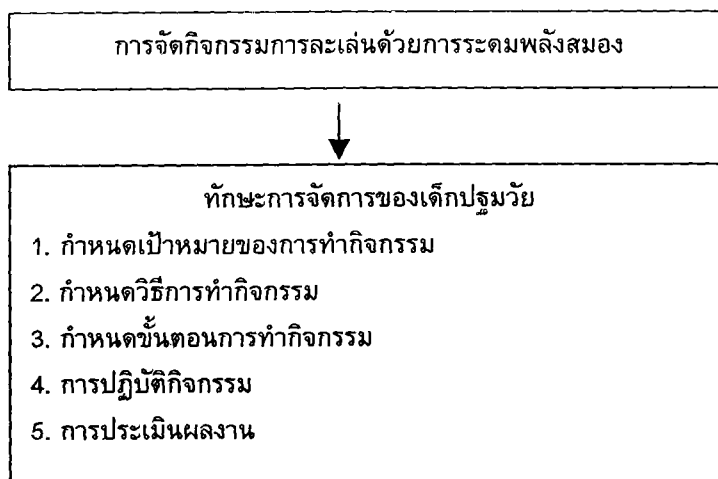 การจัดกิจกรรมการละเล่นด้วยการระดมพลังสมอง
ทักษะการจัดการของเด็กปฐมวัย
1. กำหนดเป้าหมายของการทำกิจกรรม
2. กำหนดวิธีการทำกิจกรรม
3. กำหนดขั้นตอนการทำกิจกรรม
4. การปฏิบัติกิจกรรม
5. การประเมินผลงาน